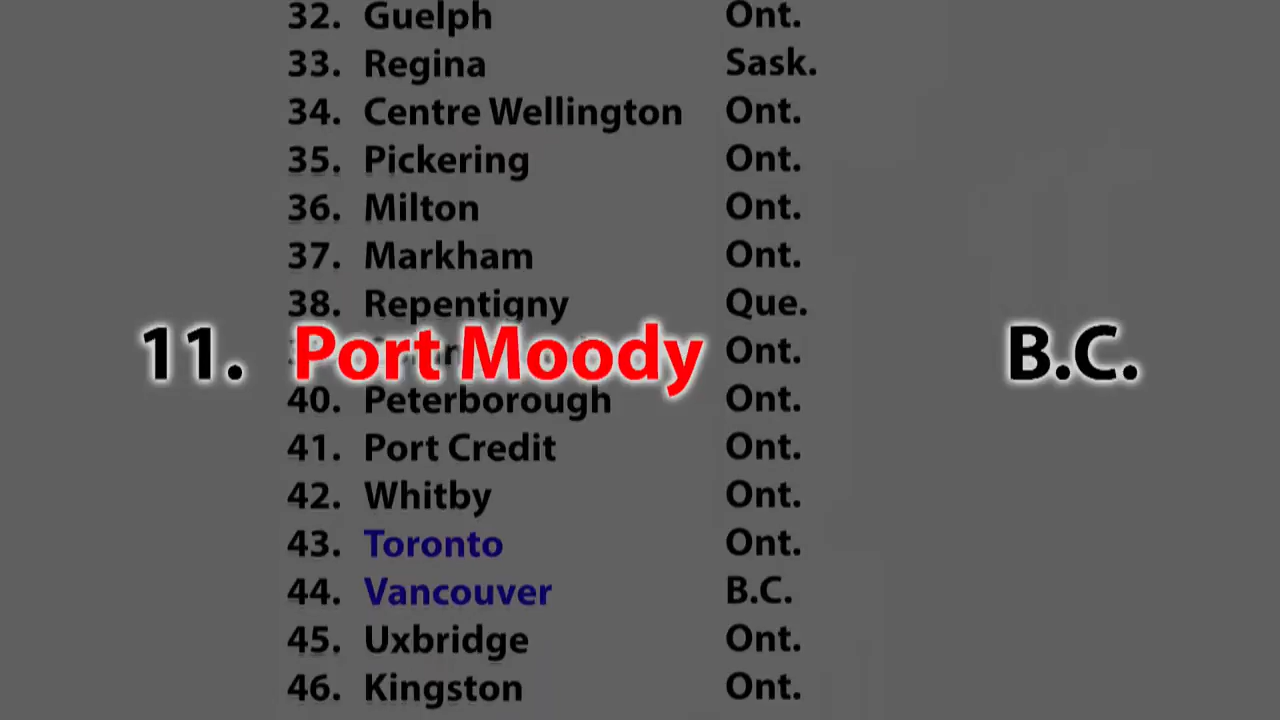 32. Guelph Ont.
33. Regina Sask.
34. Centre Wellington Ont.
35. Pickering Ont.
36. Milton Ont.
37. Markham Ont.
38. Repentigny Que.
11. Port Moody B.C.
Ont.
40. Peterborough Ont.
41. Port Credit Ont.
42. Whitby Ont.
43. Toronto Ont.
44. Vancouver B.C.
45. Uxbridge Ont.
46. Kingston Ont.